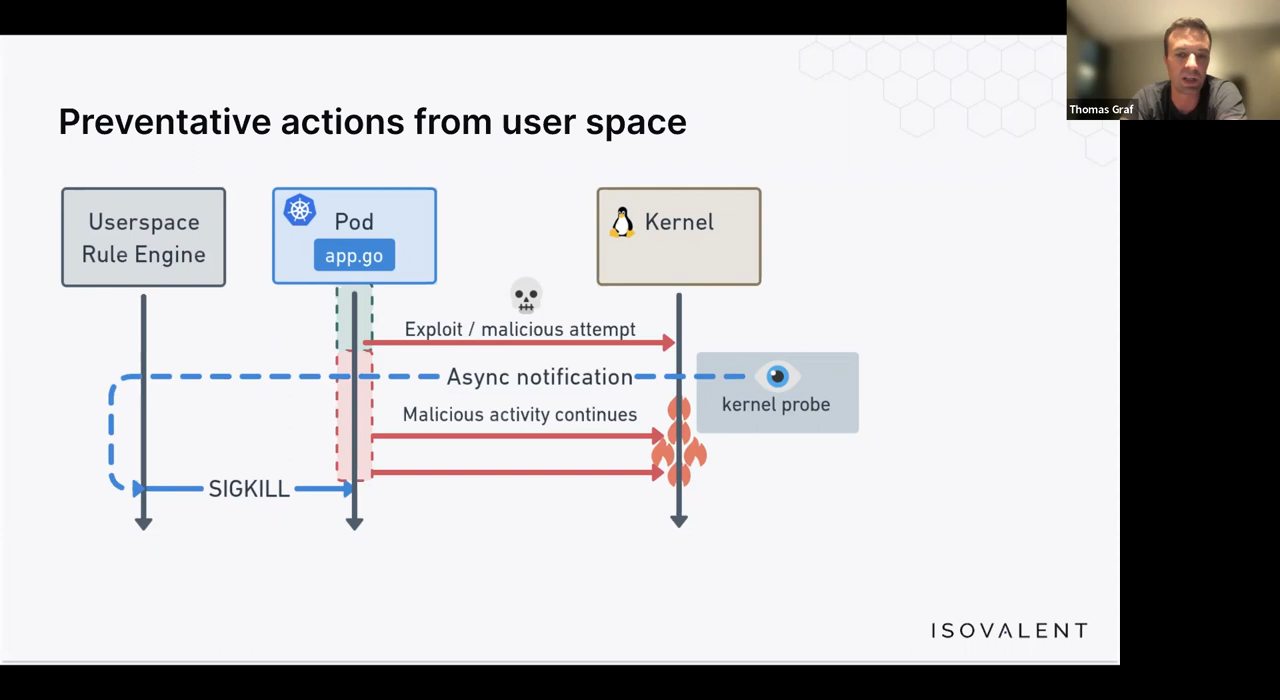 Thomas Graf
Preventative actions from user space
Userspace
Rule Engine
Pod
app.go
Kernel
Exploit / malicious attempt
Async notification
kernel probe
Malicious activity continues
SIGKILL
ISOVALENT